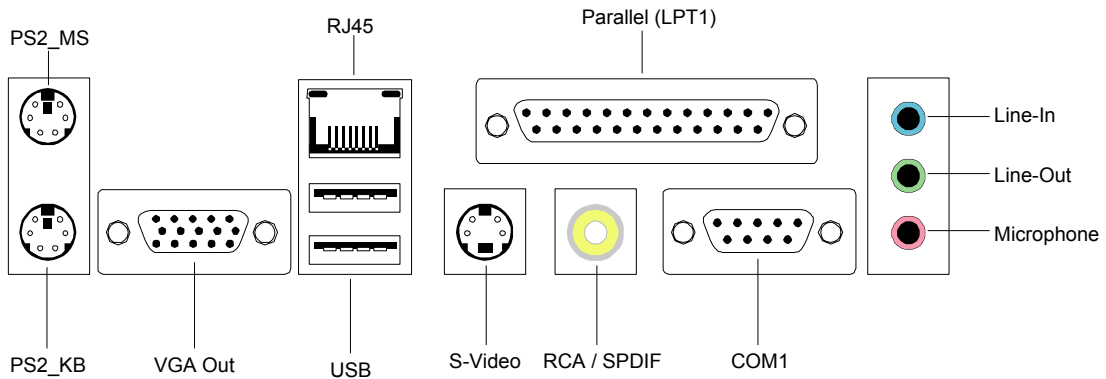 Parallel (LPT1)
PS2_MS
RJ45
Line-In
Line-Out
Microphone
PS2_KB
VGA Out
USB
S-Video
RCA / SPDIF
COM1